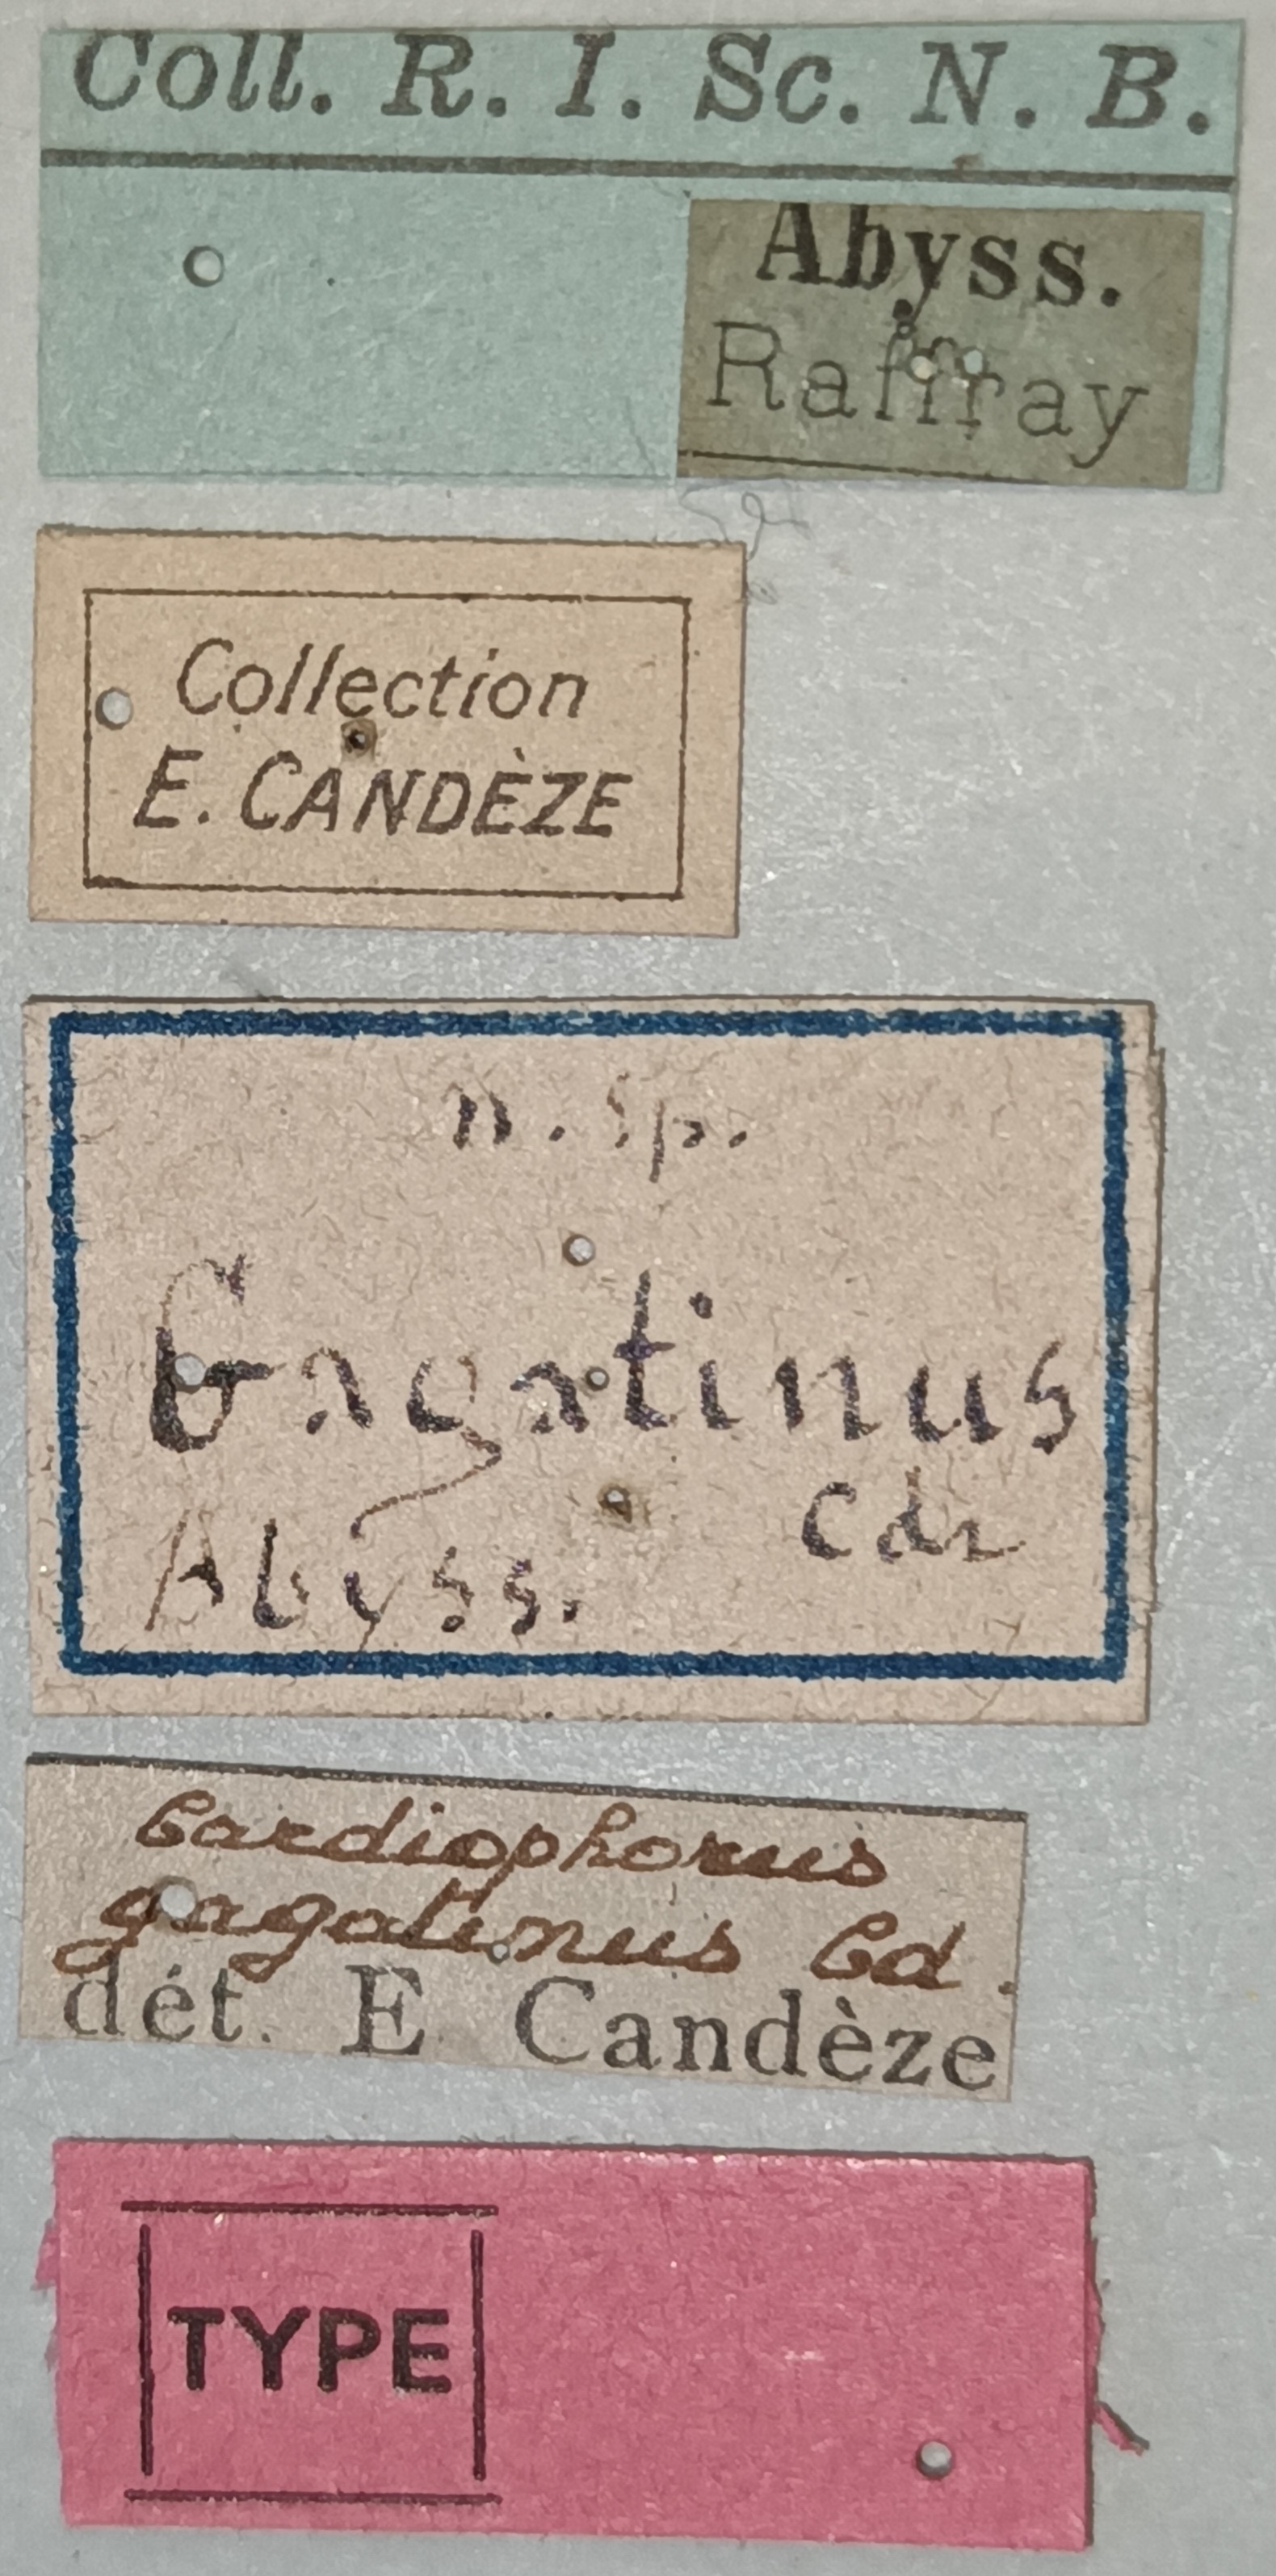 Coll. R. I. Sc. N. B.
Abyss.
Raffray
Collection
E. CANDÈZE
n. sp.
Gagatinus
Cdz
Abyss.
Cardiophorus
gagatinus Cd.
dét. E Candèze
TYPE